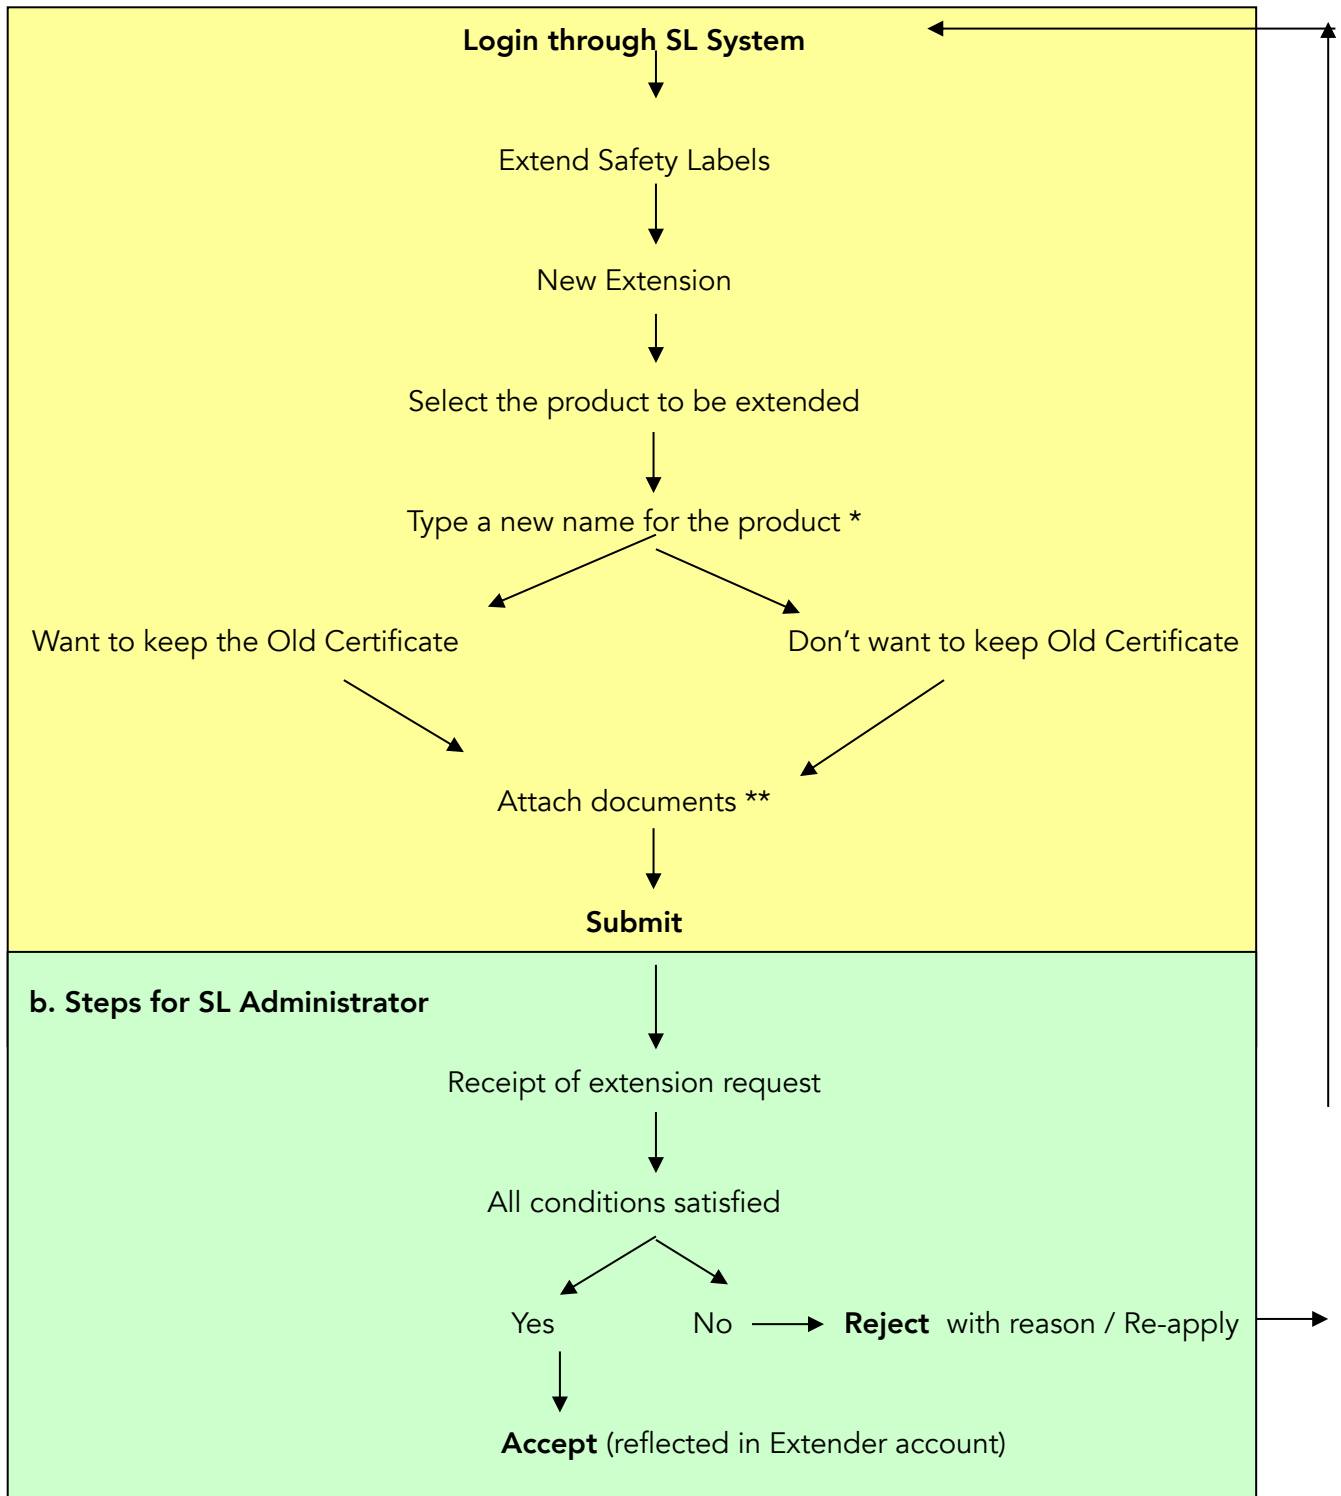 Login through SL System
Extend Safety Labels
New Extension
Select the product to be extended
Type a new name for the product *
Want to keep the Old Certificate
Don’t want to keep Old Certificate
Attach documents **
Submit
b. Steps for SL Administrator
Receipt of extension request
All conditions satisfied
Yes
No
Reject with reason / Re-apply
Accept (reflected in Extender account)